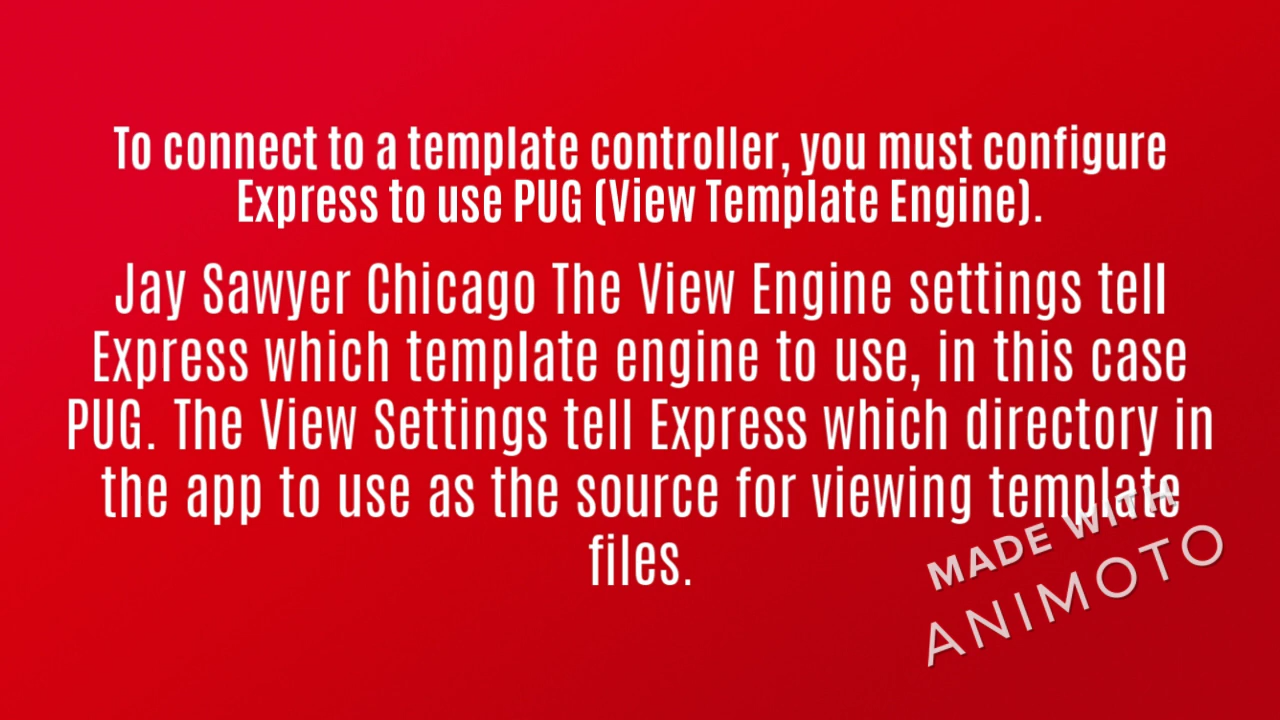 To connect to a template controller, you must configure
Express to use PUG (View Template Engine).
Jay Sawyer Chicago The View Engine settings tell
Express which template engine to use, in this case
PUG. The View Settings tell Express which directory in
the app to use as the source for viewing template
files.
MADE WITH
ANIMOTO